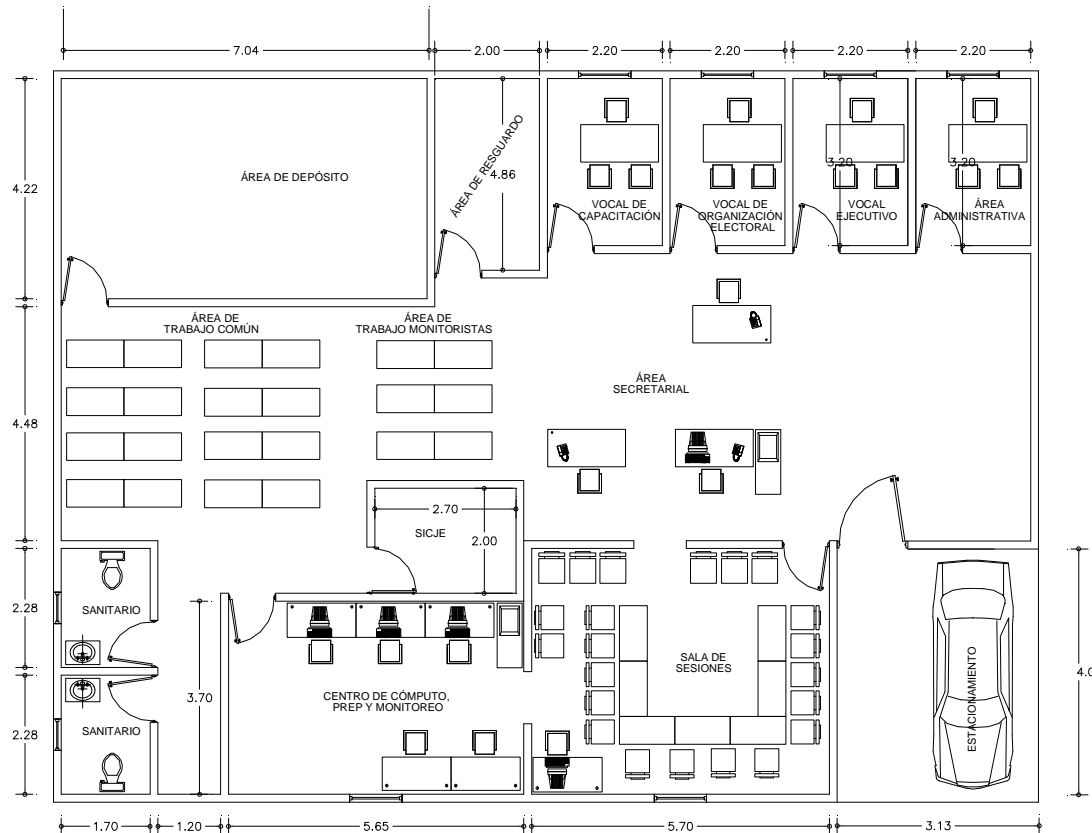 7.04
2.00
2.20
2.20
2.20
2.20
4.22
4.86
3.20
3.20
ÁREA DE DEPÓSITO
ÁREA DE RESGUARDO
VOCAL DE
CAPACITACIÓN
VOCAL DE
ORGANIZACIÓN
ELECTORAL
VOCAL
EJECUTIVO
ÁREA
ADMINISTRATIVA
ÁREA DE
TRABAJO COMÚN
ÁREA DE
TRABAJO MONITORISTAS
ÁREA
SECRETARIAL
4.48
2.70
SICJE
2.00
2.28
SANITARIO
3.70
CENTRO DE CÓMPUTO,
PREP Y MONITOREO
SALA DE
SESIONES
ESTACIONAMIENTO
4.0
2.28
SANITARIO
1.70
1.20
5.65
5.70
3.13